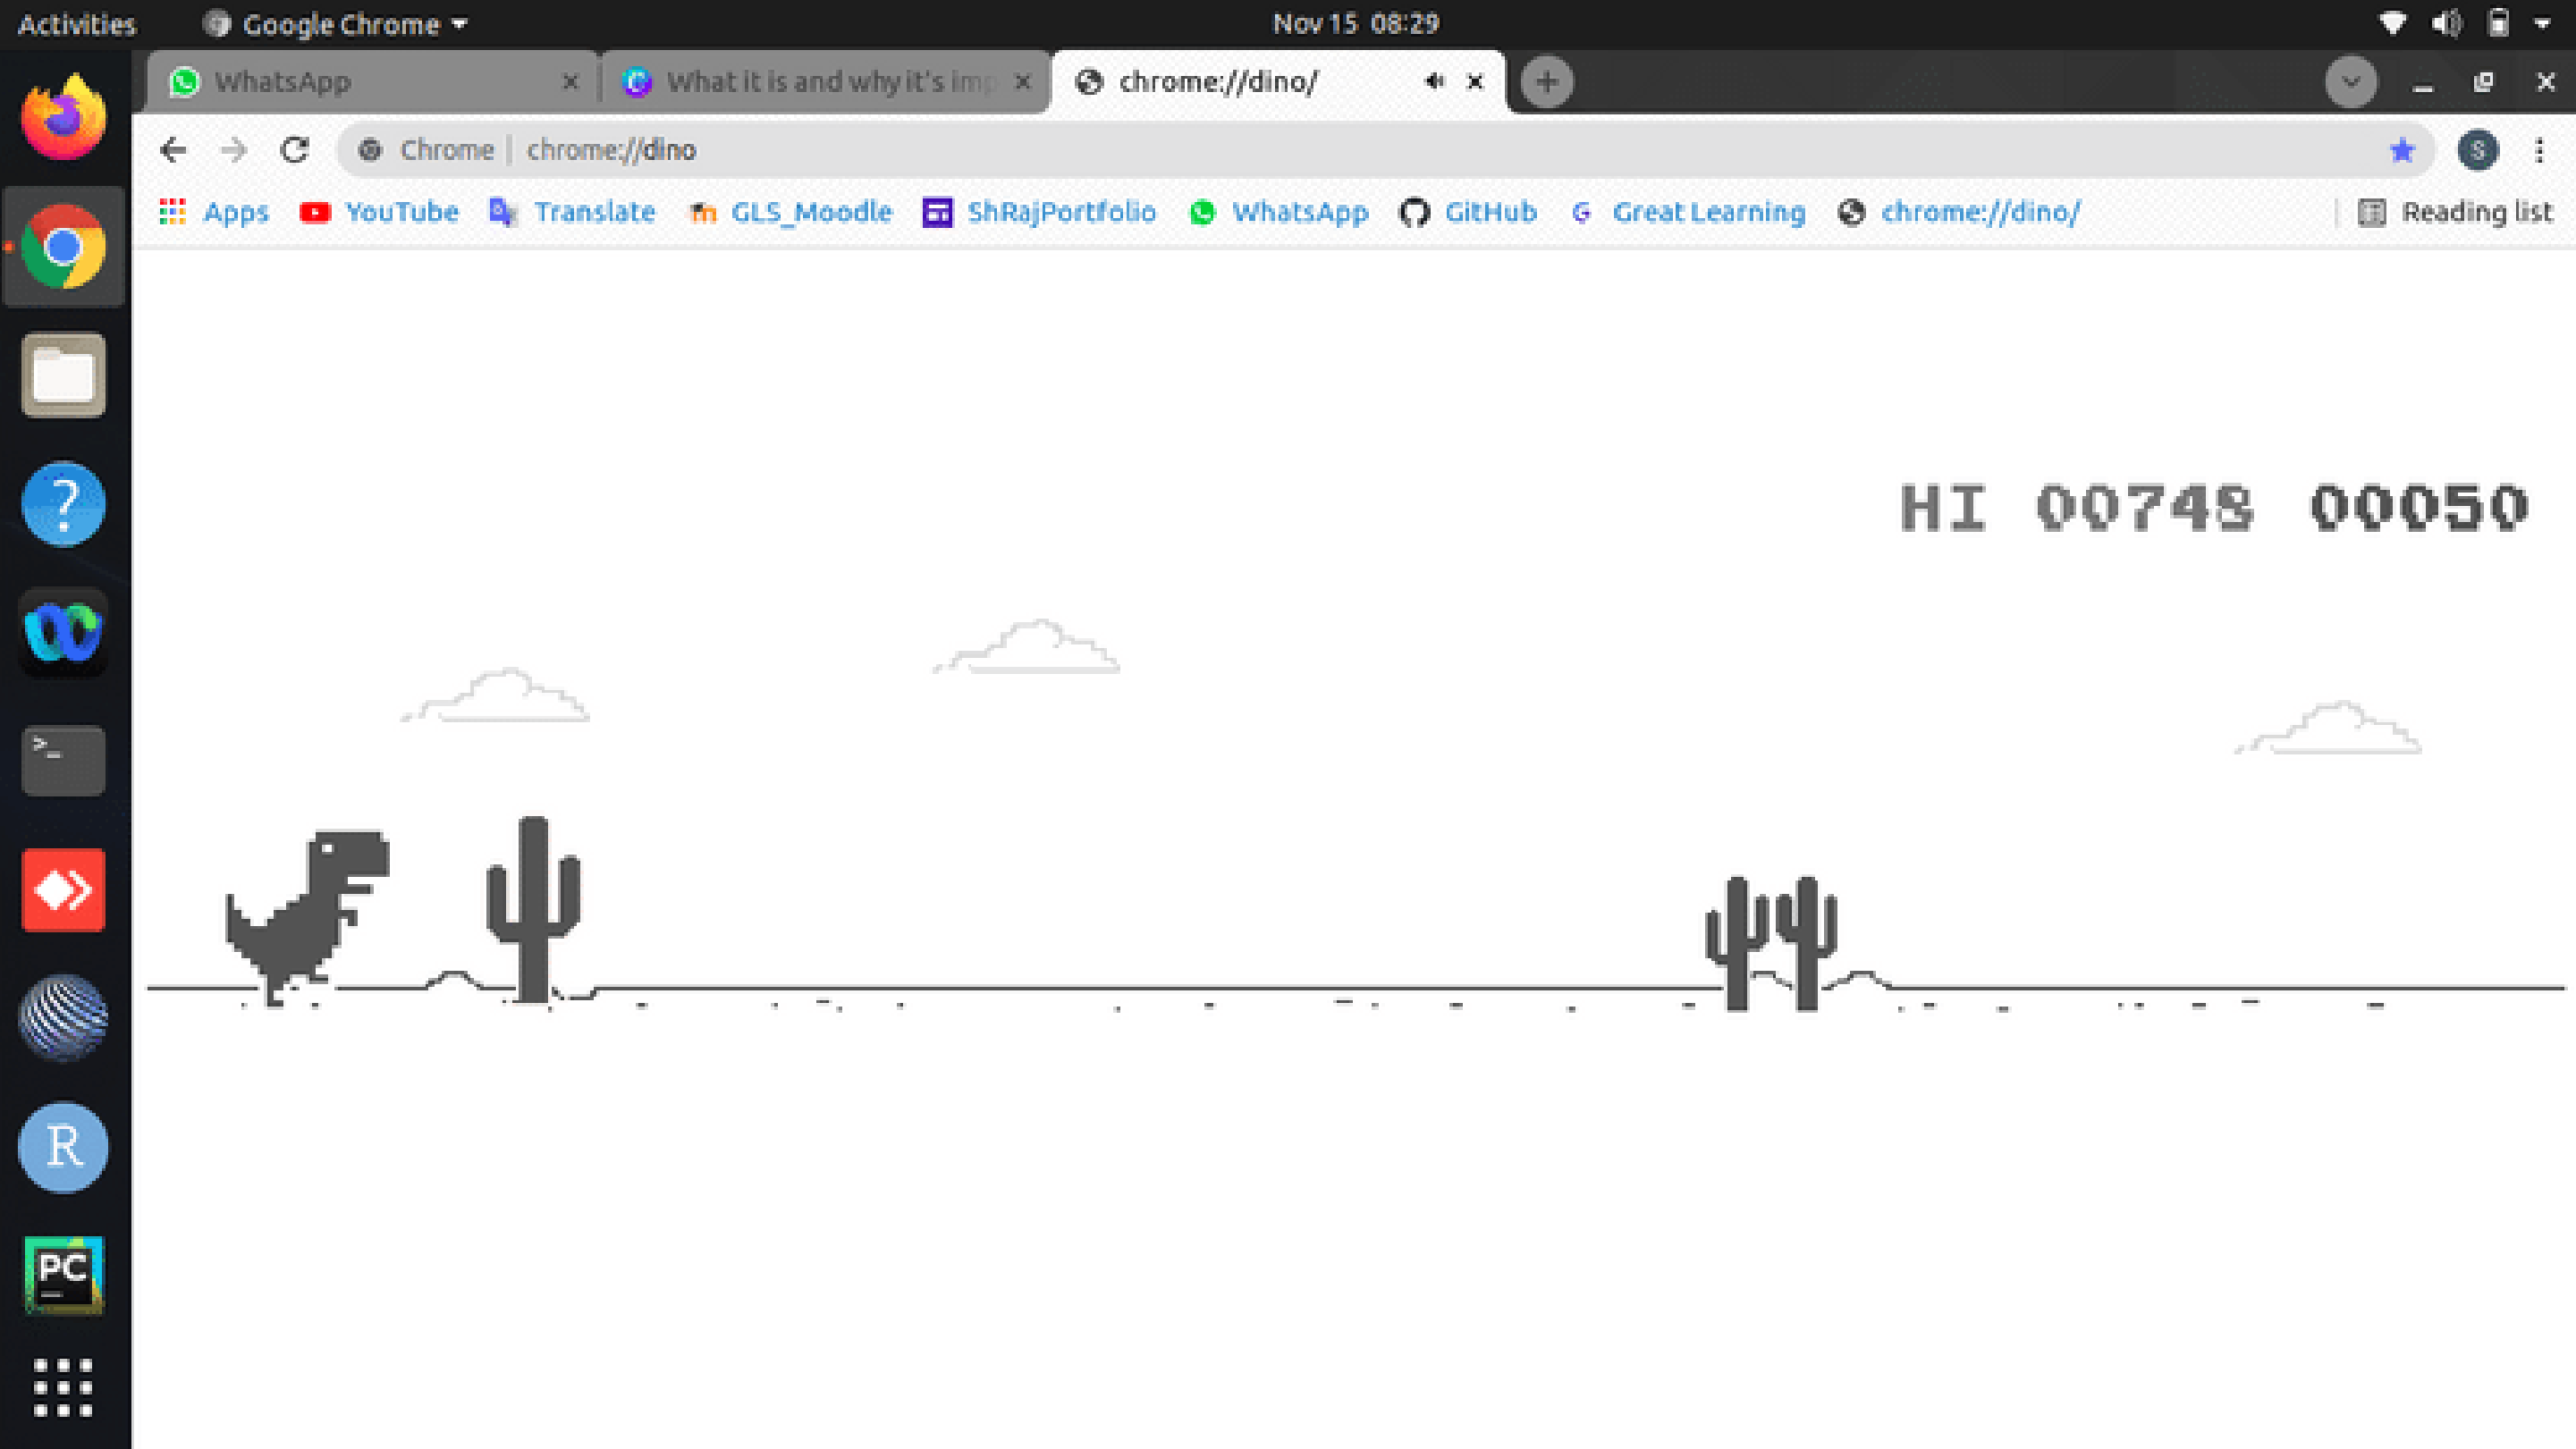 Activities Google Chrome Nov 15 08:29
WhatsApp What it is and why it's imp chrome://dino/
Chrome | chrome://dino S
Apps YouTube Translate GLS_Moodle ShRajPortfolio WhatsApp GitHub Great Learning chrome://dino/ Reading list
HI 00748 00050
?
>_
R
PC